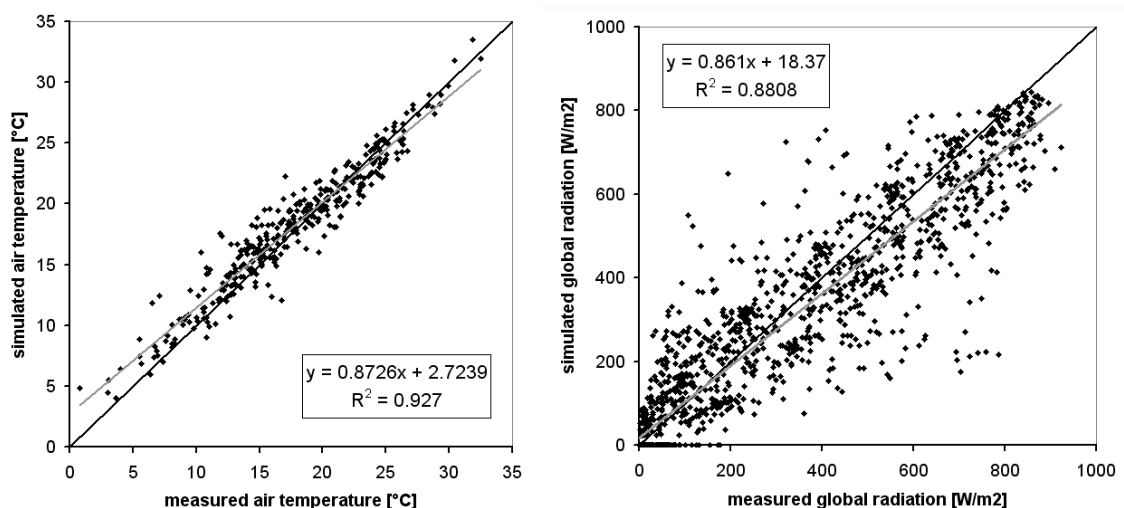 35
30
25
20
15
10
5
0
simulated air temperature [°C]
y = 0.8726x + 2.7239
R² = 0.927
0 5 10 15 20 25 30 35
measured air temperature [°C]
1000
800
600
400
200
0
simulated global radiation [W/m2]
y = 0.861x + 18.37
R² = 0.8808
0 200 400 600 800 1000
measured global radiation [W/m2]